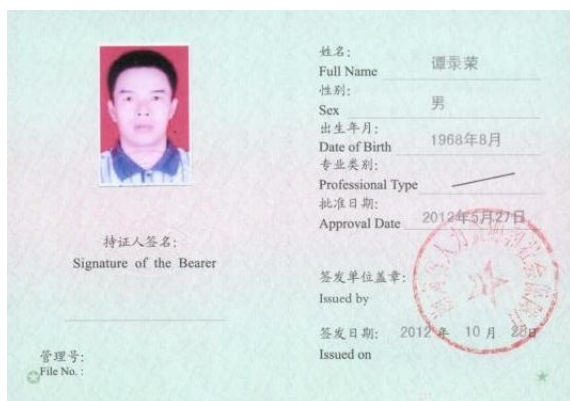 姓名:
Full Name 谭录荣
性别:
Sex 男
出生年月:
Date of Birth 1968年8月
专业类别:
Professional Type
批准日期:
Approval Date 2012年5月27日
持证人签名:
Signature of the Bearer
签发单位盖章:
Issued by
签发日期: 2012 年 10 月 28日
Issued on
管理号:
File No. :